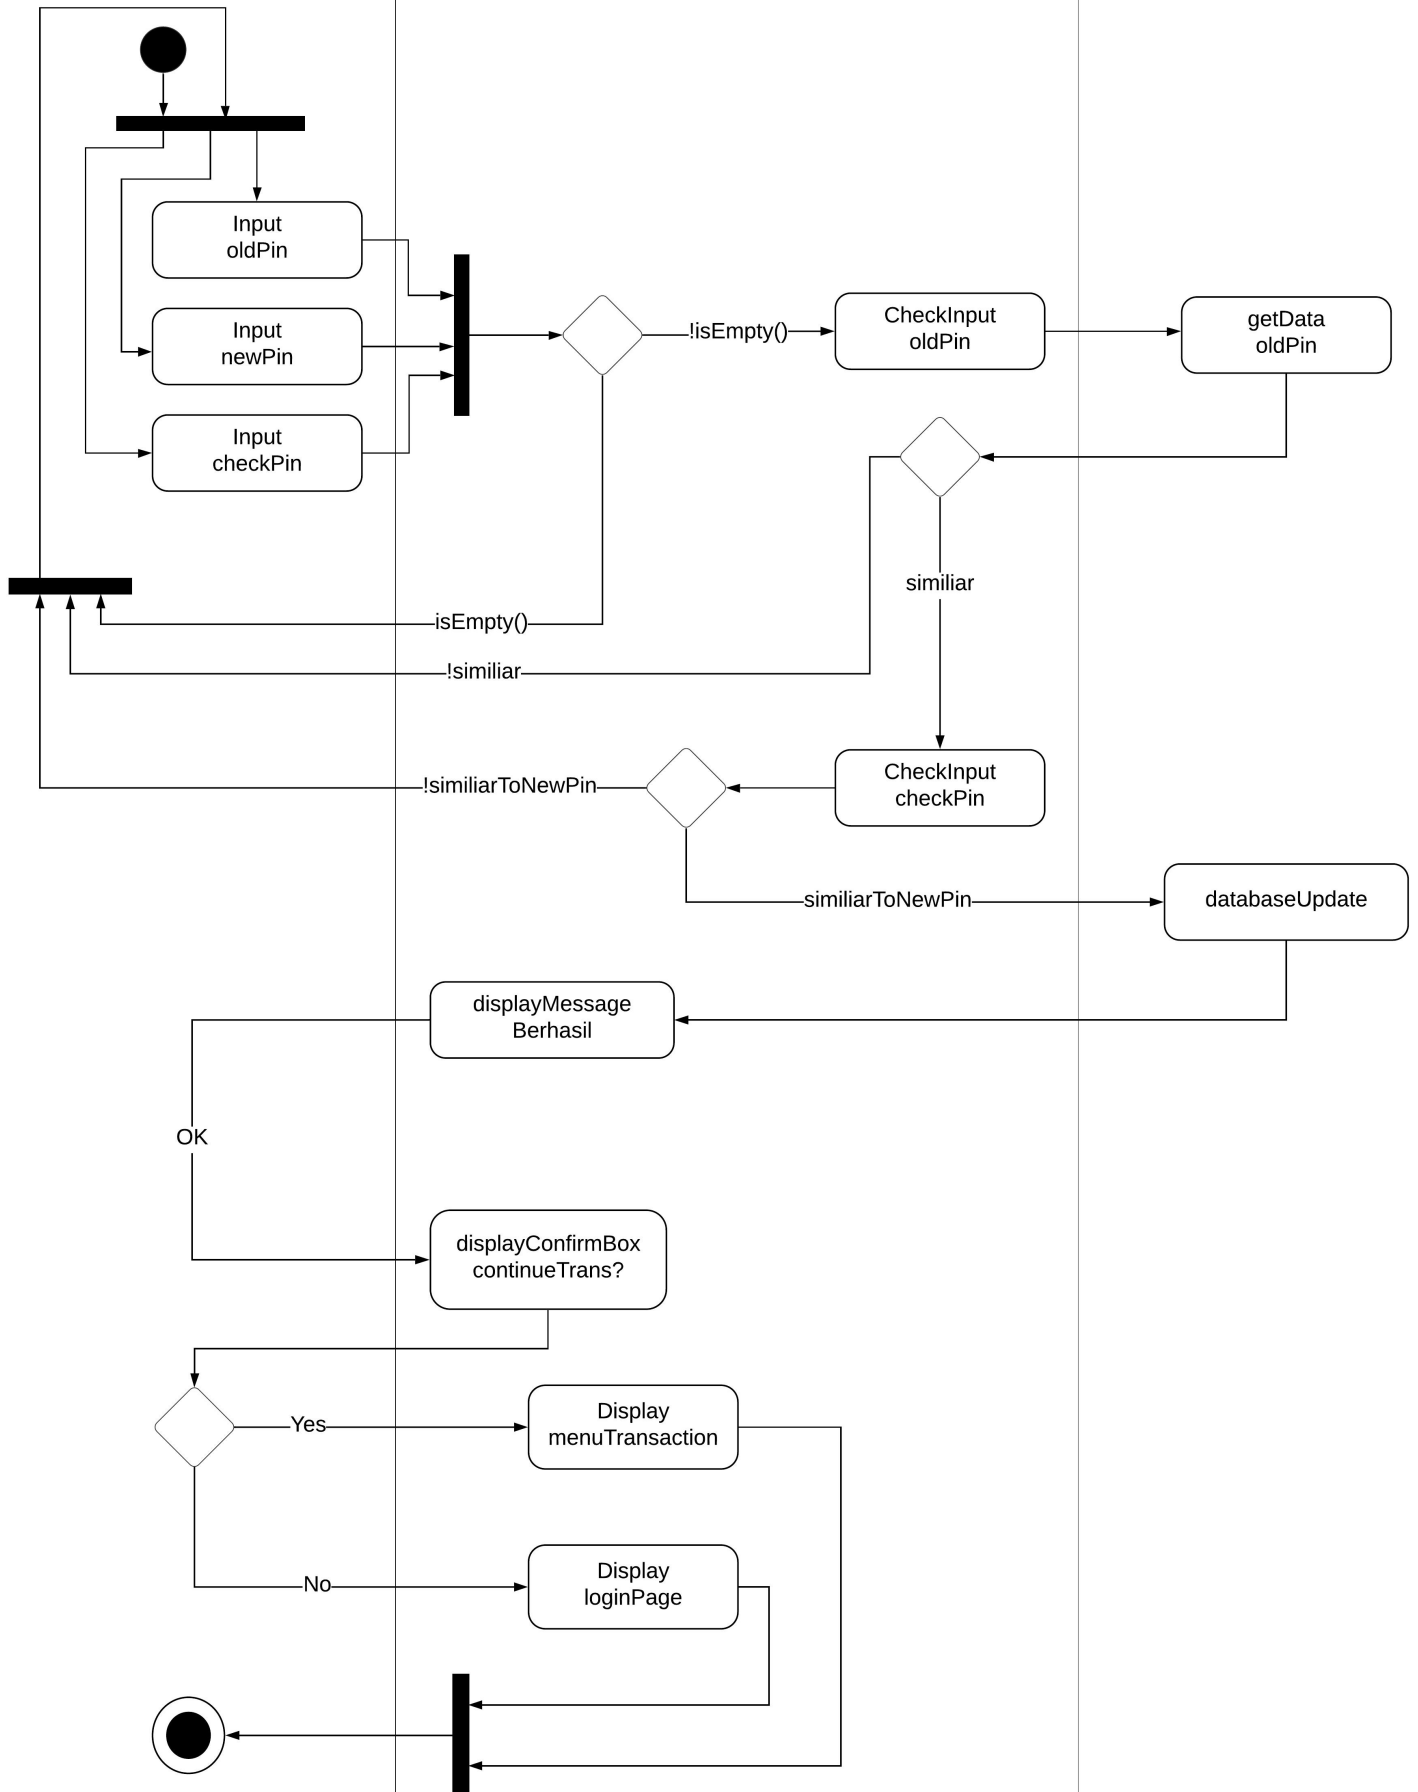 Input
oldPin
Input
newPin
Input
checkPin
!isEmpty()
CheckInput
oldPin
getData
oldPin
similiar
isEmpty()
!similiar
!similiarToNewPin
CheckInput
checkPin
similiarToNewPin
databaseUpdate
displayMessage
Berhasil
OK
displayConfirmBox
continueTrans?
Yes
Display
menuTransaction
No
Display
loginPage